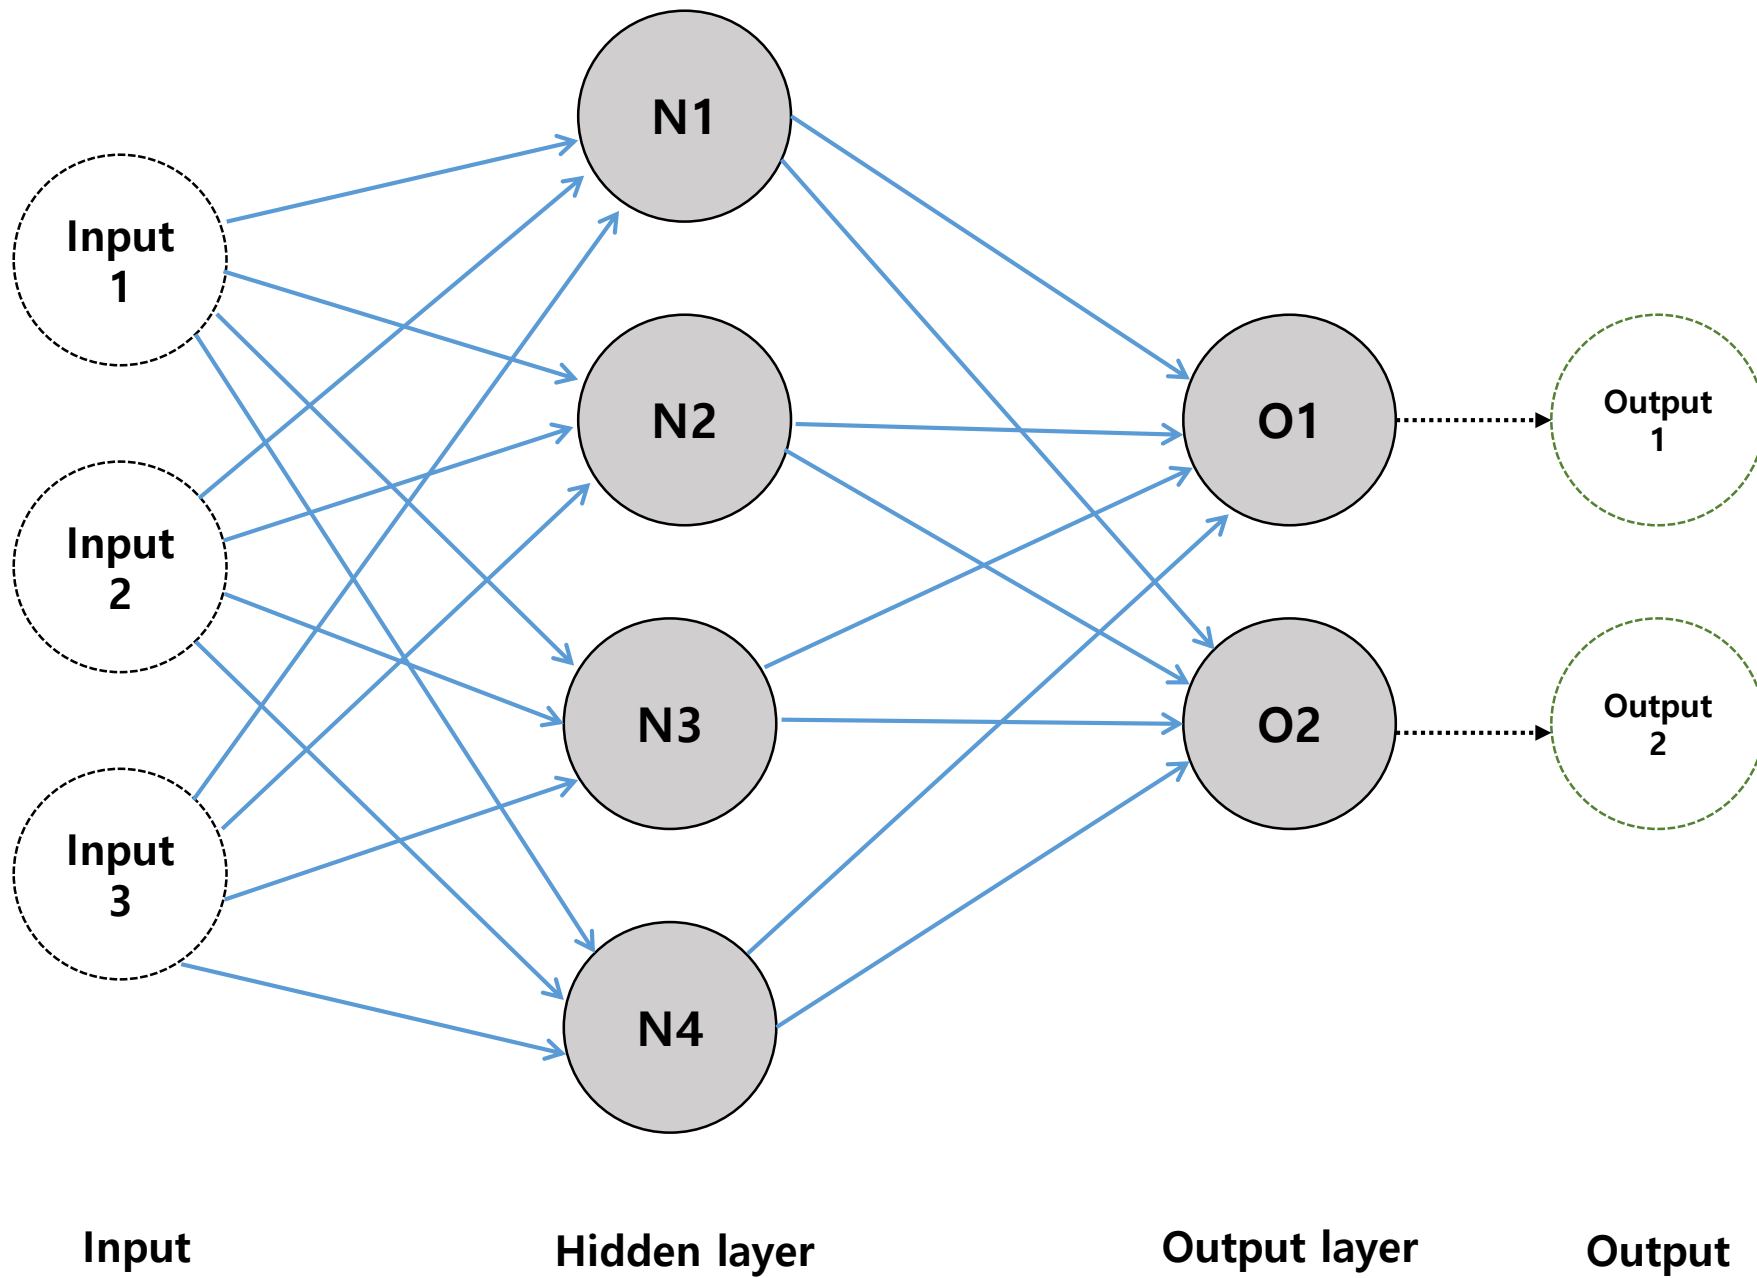 Input
1
Input
2
Input
3
N1
N2
N3
N4
O1
O2
Output
1
Output
2
Input
Hidden layer
Output layer
Output